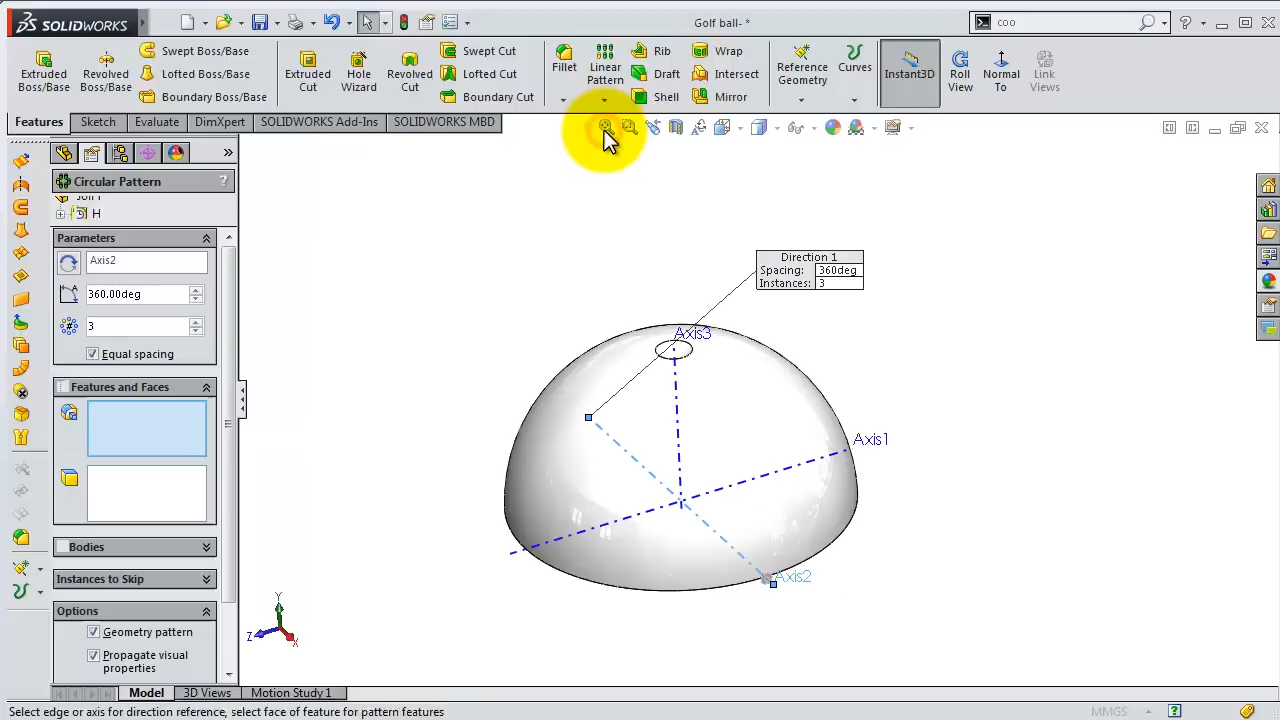 SOLIDWORKS
Golf ball- *
coo
Extruded Boss/Base
Revolved Boss/Base
Swept Boss/Base
Lofted Boss/Base
Boundary Boss/Base
Extruded Cut
Hole Wizard
Revolved Cut
Swept Cut
Lofted Cut
Boundary Cut
Fillet
Linear Pattern
Rib
Draft
Shell
Wrap
Intersect
Mirror
Reference Geometry
Curves
Instant3D
Roll View
Normal To
Link Views
Features
Sketch
Evaluate
DimXpert
SOLIDWORKS Add-Ins
SOLIDWORKS MBD
Circular Pattern
?
H
Parameters
Axis2
360.00deg
3
Equal spacing
Features and Faces
Bodies
Instances to Skip
Options
Geometry pattern
Propagate visual
properties
Direction 1
Spacing: 360deg
Instances: 3
Axis3
Axis1
Axis2
Y
Z
X
Model
3D Views
Motion Study 1
Select edge or axis for direction reference, select face of feature for pattern features
MMGS